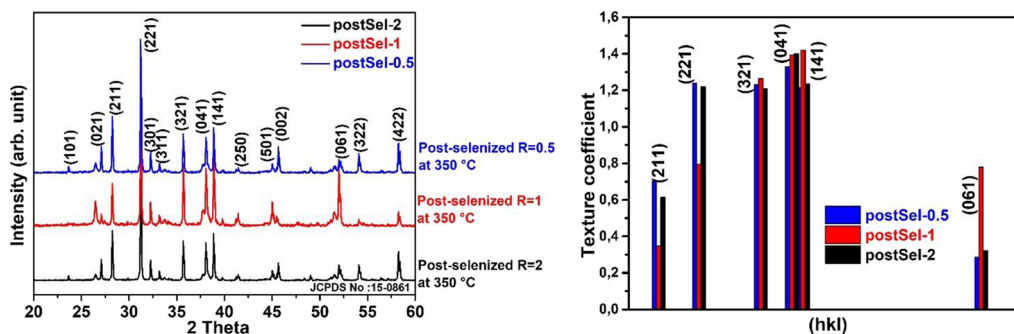 postSel-2
postSel-1
postSel-0.5
(101)
(021)
(211)
(221)
(301)
(311)
(321)
(041)
(141)
(250)
(501)
(002)
(061)
(322)
(422)
Post-selenized R=0.5
at 350 °C
Post-selenized R=1
at 350 °C
Post-selenized R=2
at 350 °C
JCPDS No :15-0861
Intensity (arb. unit)
20 25 30 35 40 45 50 55 60
2 Theta
Texture coefficient
1,6
1,4
1,2
1,0
0,8
0,6
0,4
0,2
0,0
(211)
(221)
(321)
(041)
(141)
(061)
postSel-0.5
postSel-1
postSel-2
(hkl)